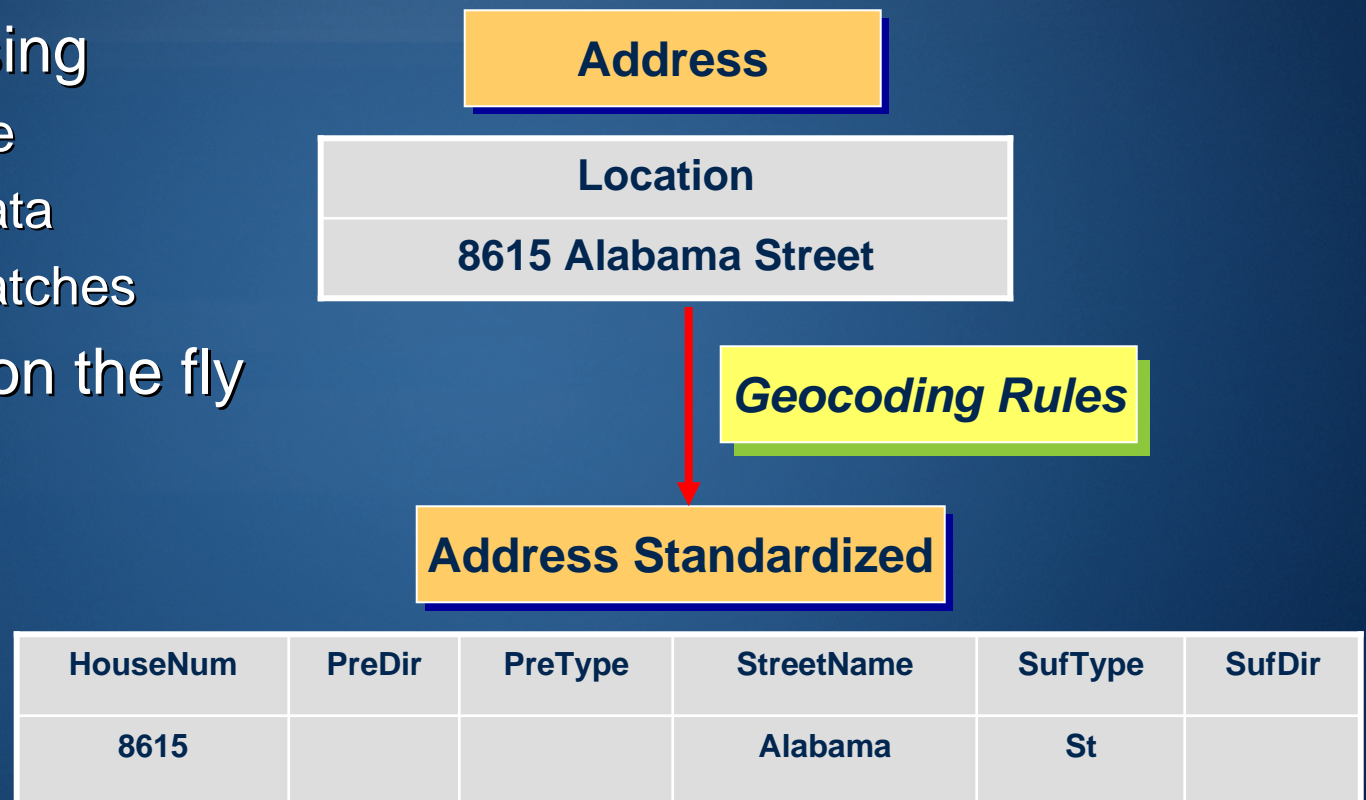 ing
e
ata
atches
on the fly
Address
Location
8615 Alabama Street
Geocoding Rules
Address Standardized
HouseNum PreDir PreType StreetName SufType SufDir
8615 Alabama St